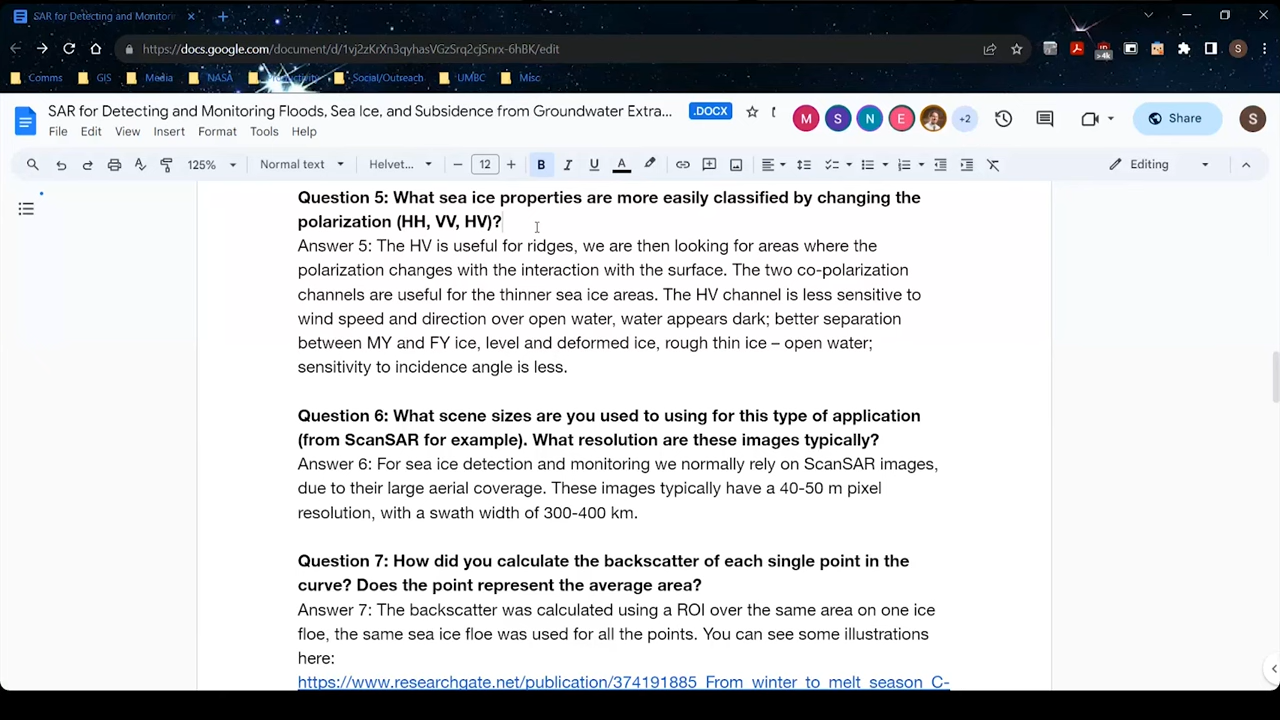 SAR for Detecting and Monitorin
https://docs.google.com/document/d/1vj2zKrXn3qyhasVGzSrq2cjSnrx-6hBK/edit
>4k
S
Comms GIS Media NASA Productivity Social/Outreach UMBC Misc
SAR for Detecting and Monitoring Floods, Sea Ice, and Subsidence from Groundwater Extra... .DOCX
M S N E +2 Share S
File Edit View Insert Format Tools Help
125% Normal text Helvet... 12 B I U A Editing
Question 5: What sea ice properties are more easily classified by changing the
polarization (HH, VV, HV)?
Answer 5: The HV is useful for ridges, we are then looking for areas where the
polarization changes with the interaction with the surface. The two co-polarization
channels are useful for the thinner sea ice areas. The HV channel is less sensitive to
wind speed and direction over open water, water appears dark; better separation
between MY and FY ice, level and deformed ice, rough thin ice – open water;
sensitivity to incidence angle is less.
Question 6: What scene sizes are you used to using for this type of application
(from ScanSAR for example). What resolution are these images typically?
Answer 6: For sea ice detection and monitoring we normally rely on ScanSAR images,
due to their large aerial coverage. These images typically have a 40-50 m pixel
resolution, with a swath width of 300-400 km.
Question 7: How did you calculate the backscatter of each single point in the
curve? Does the point represent the average area?
Answer 7: The backscatter was calculated using a ROI over the same area on one ice
floe, the same sea ice floe was used for all the points. You can see some illustrations
here:
https://www.researchgate.net/publication/374191885_From_winter_to_melt_season_C-